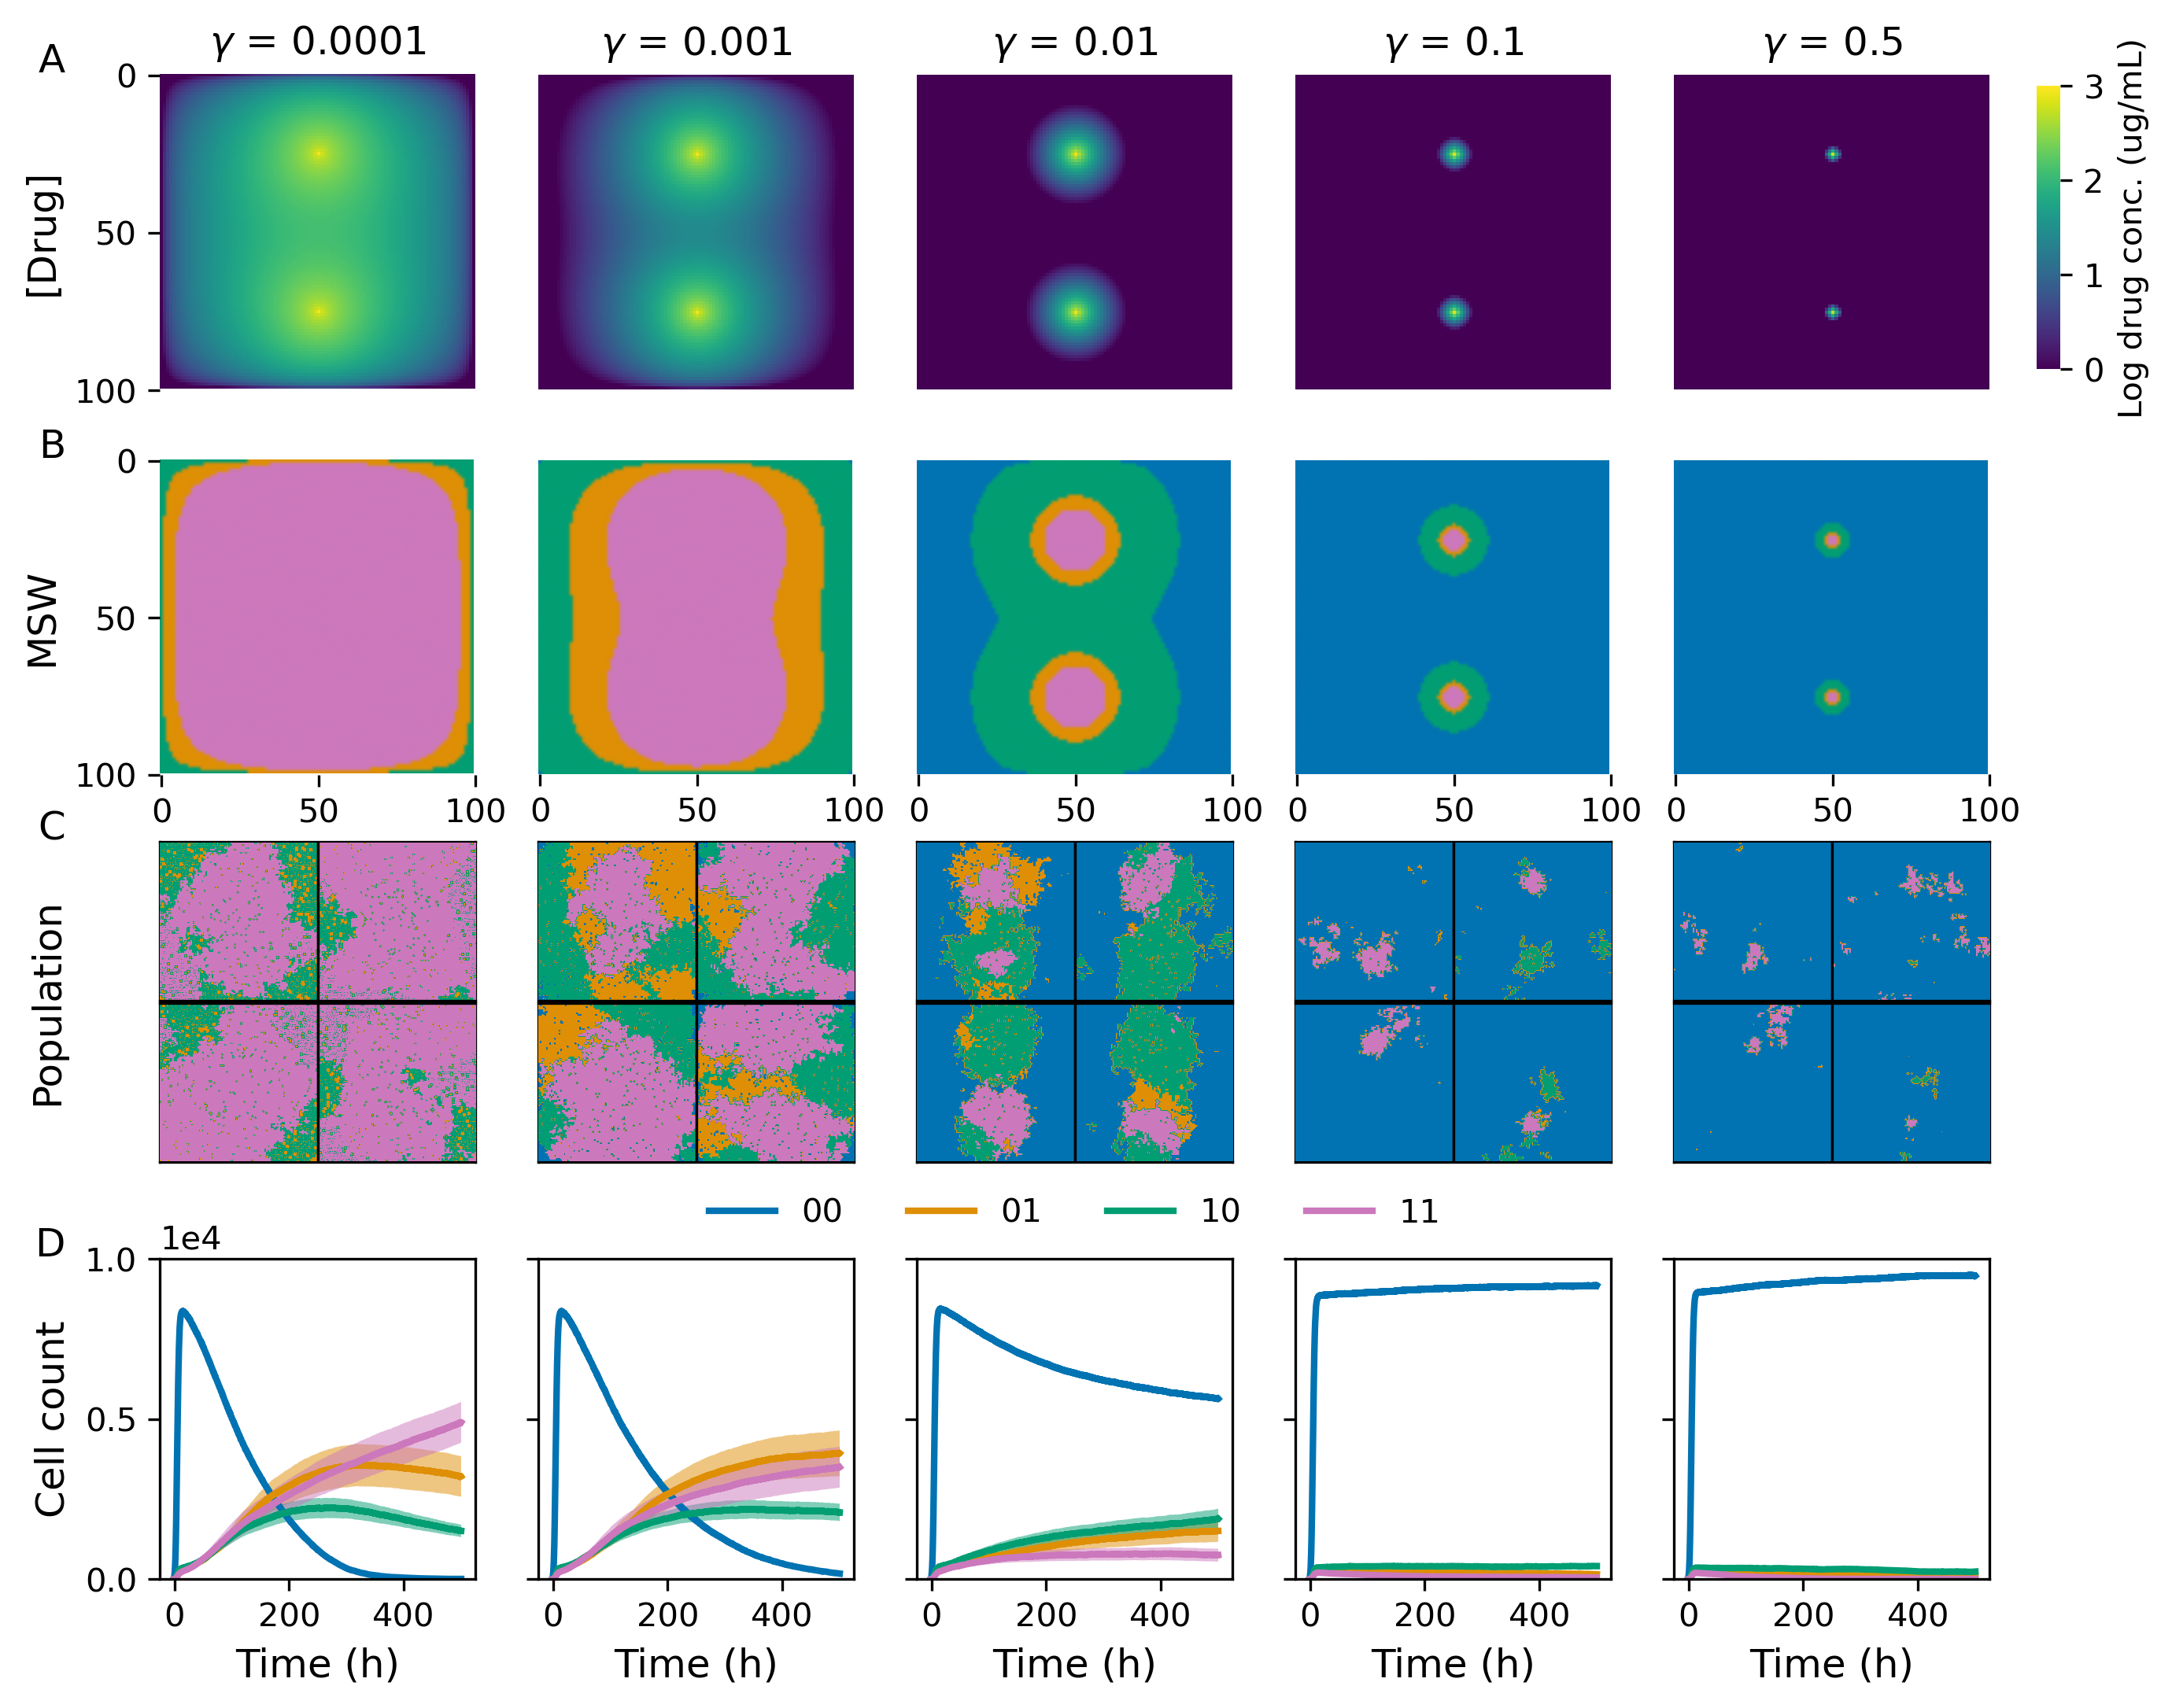 A
γ = 0.0001
γ = 0.001
γ = 0.01
γ = 0.1
γ = 0.5
0
50
100
[Drug]
3
2
1
0
Log drug conc. (ug/mL)
B
0
50
100
MSW
0 50 100
0 50 100
0 50 100
0 50 100
0 50 100
C
Population
00 01 10 11
D
1e4
1.0
0.5
0.0
Cell count
0 200 400
0 200 400
0 200 400
0 200 400
0 200 400
Time (h)
Time (h)
Time (h)
Time (h)
Time (h)